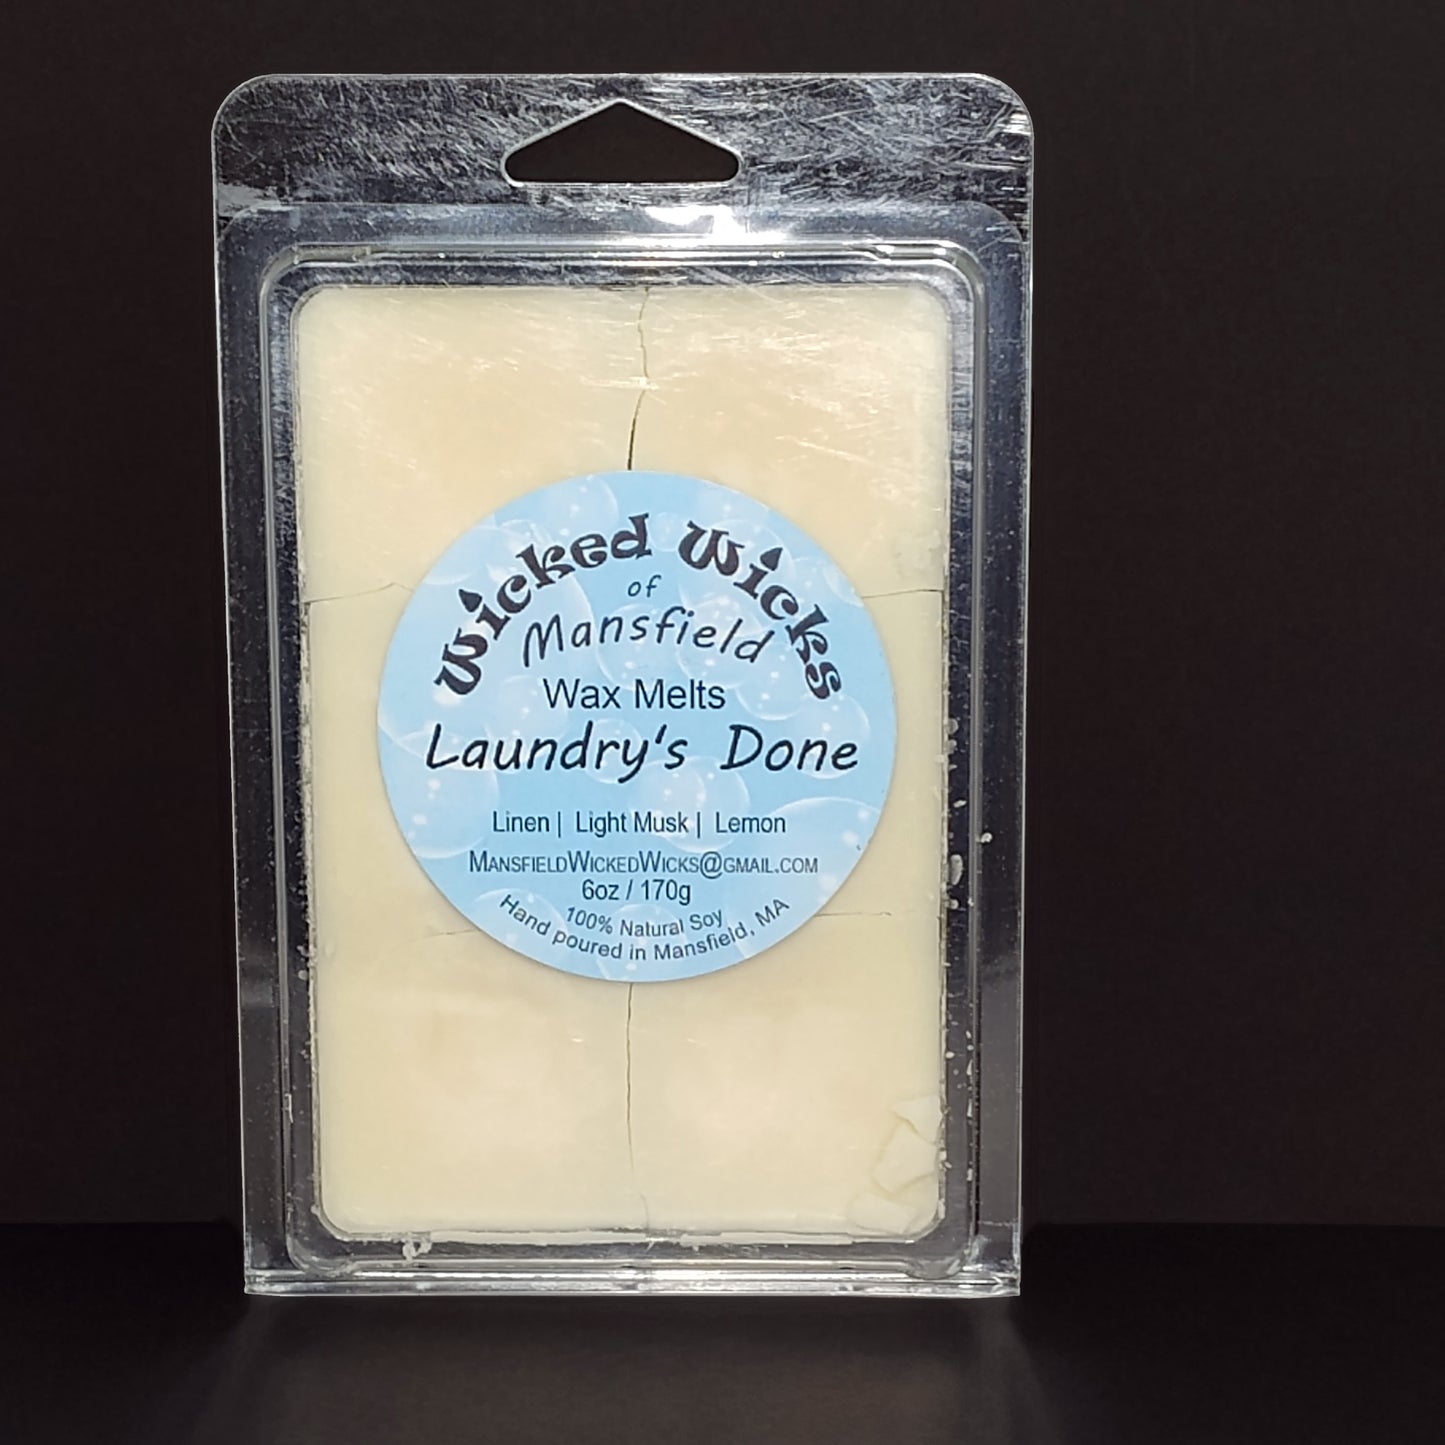 Wicked Wicks
of
Mansfield
Wax Melts
Laundry's Done
Linen | Light Musk | Lemon
MansfieldWickedWicks@gmail.com
6oz / 170g
100% Natural Soy
Hand poured in Mansfield, MA